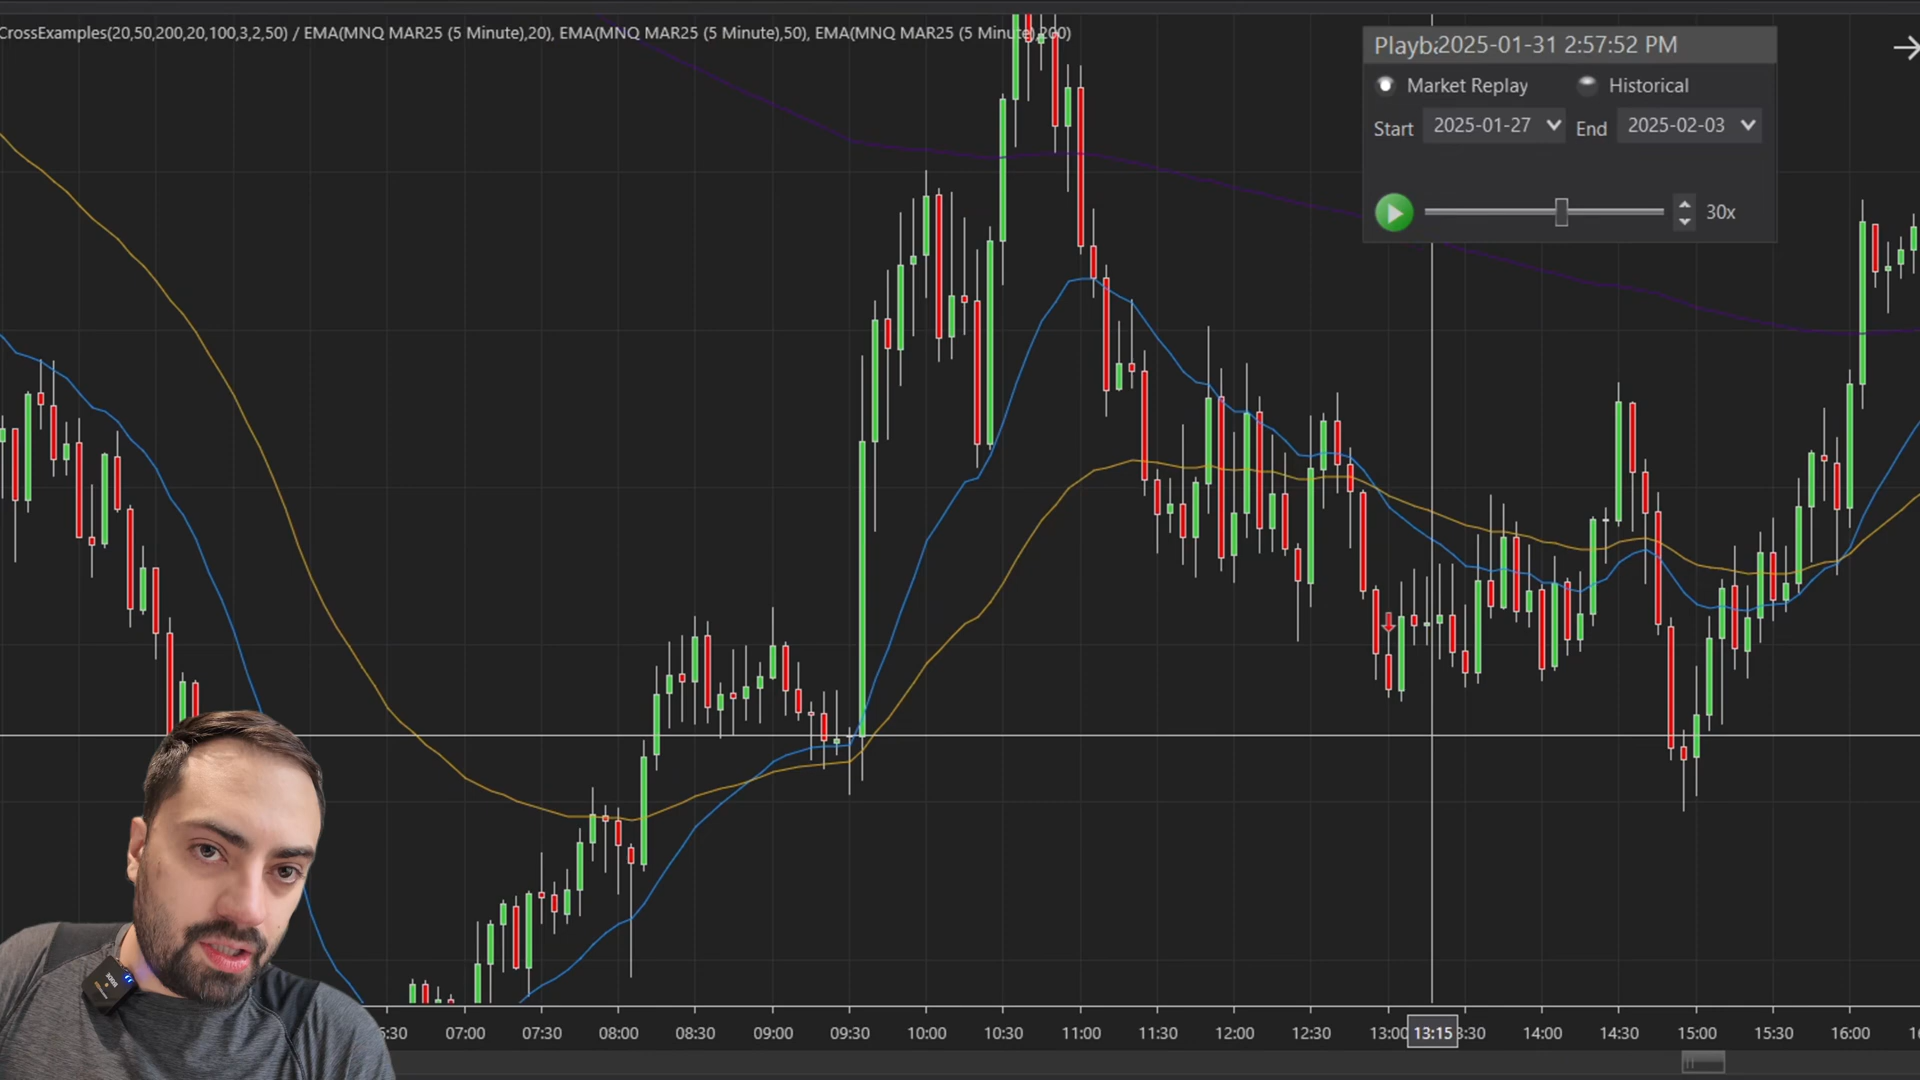 CrossExamples(20,50,200,20,100,3,2,50) / EMA(MNQ MAR25 (5 Minute),20), EMA(MNQ MAR25 (5 Minute),50), EMA(MNQ MAR25 (5 Minute),200)
Playba 2025-01-31 2:57:52 PM
Market Replay Historical
Start 2025-01-27 End 2025-02-03
30x
5:30 07:00 07:30 08:00 08:30 09:00 09:30 10:00 10:30 11:00 11:30 12:00 12:30 13:00 13:15 3:30 14:00 14:30 15:00 15:30 16:00 16